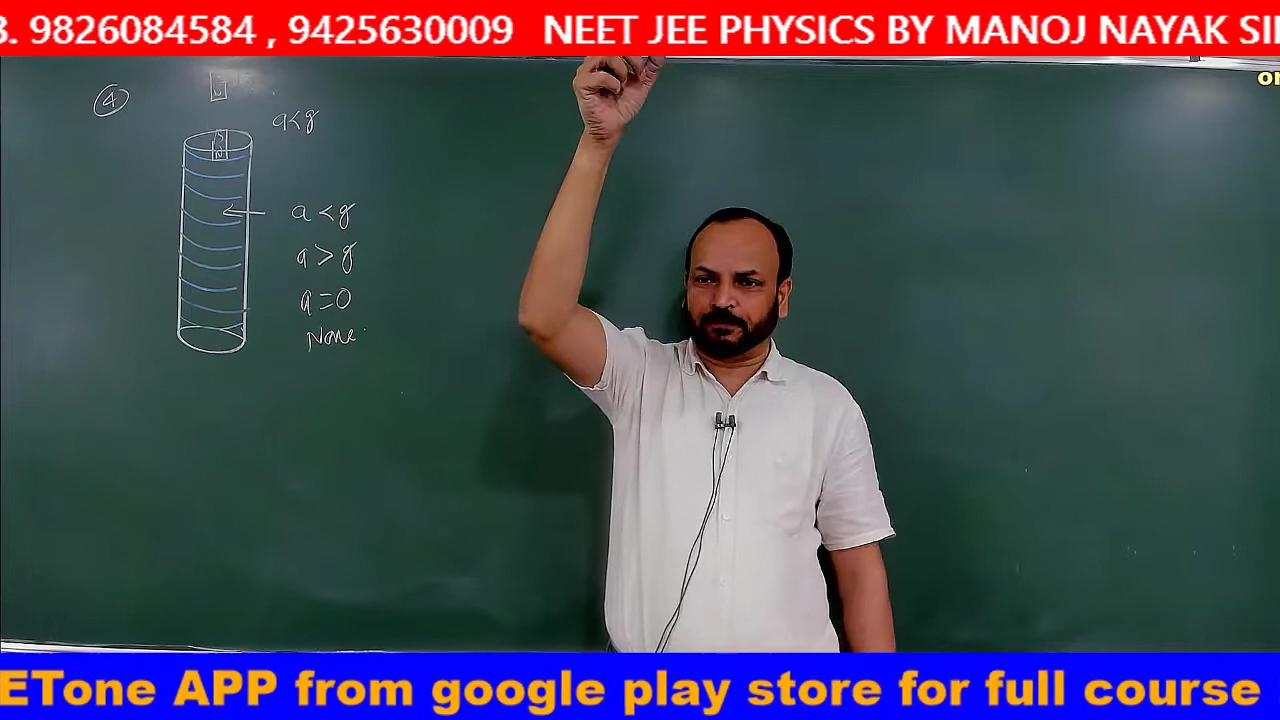 3. 9826084584 , 9425630009 NEET JEE PHYSICS BY MANOJ NAYAK SI
or
4
a<g
S
N
a < g
a > g
a = 0
None
ETone APP from google play store for full course